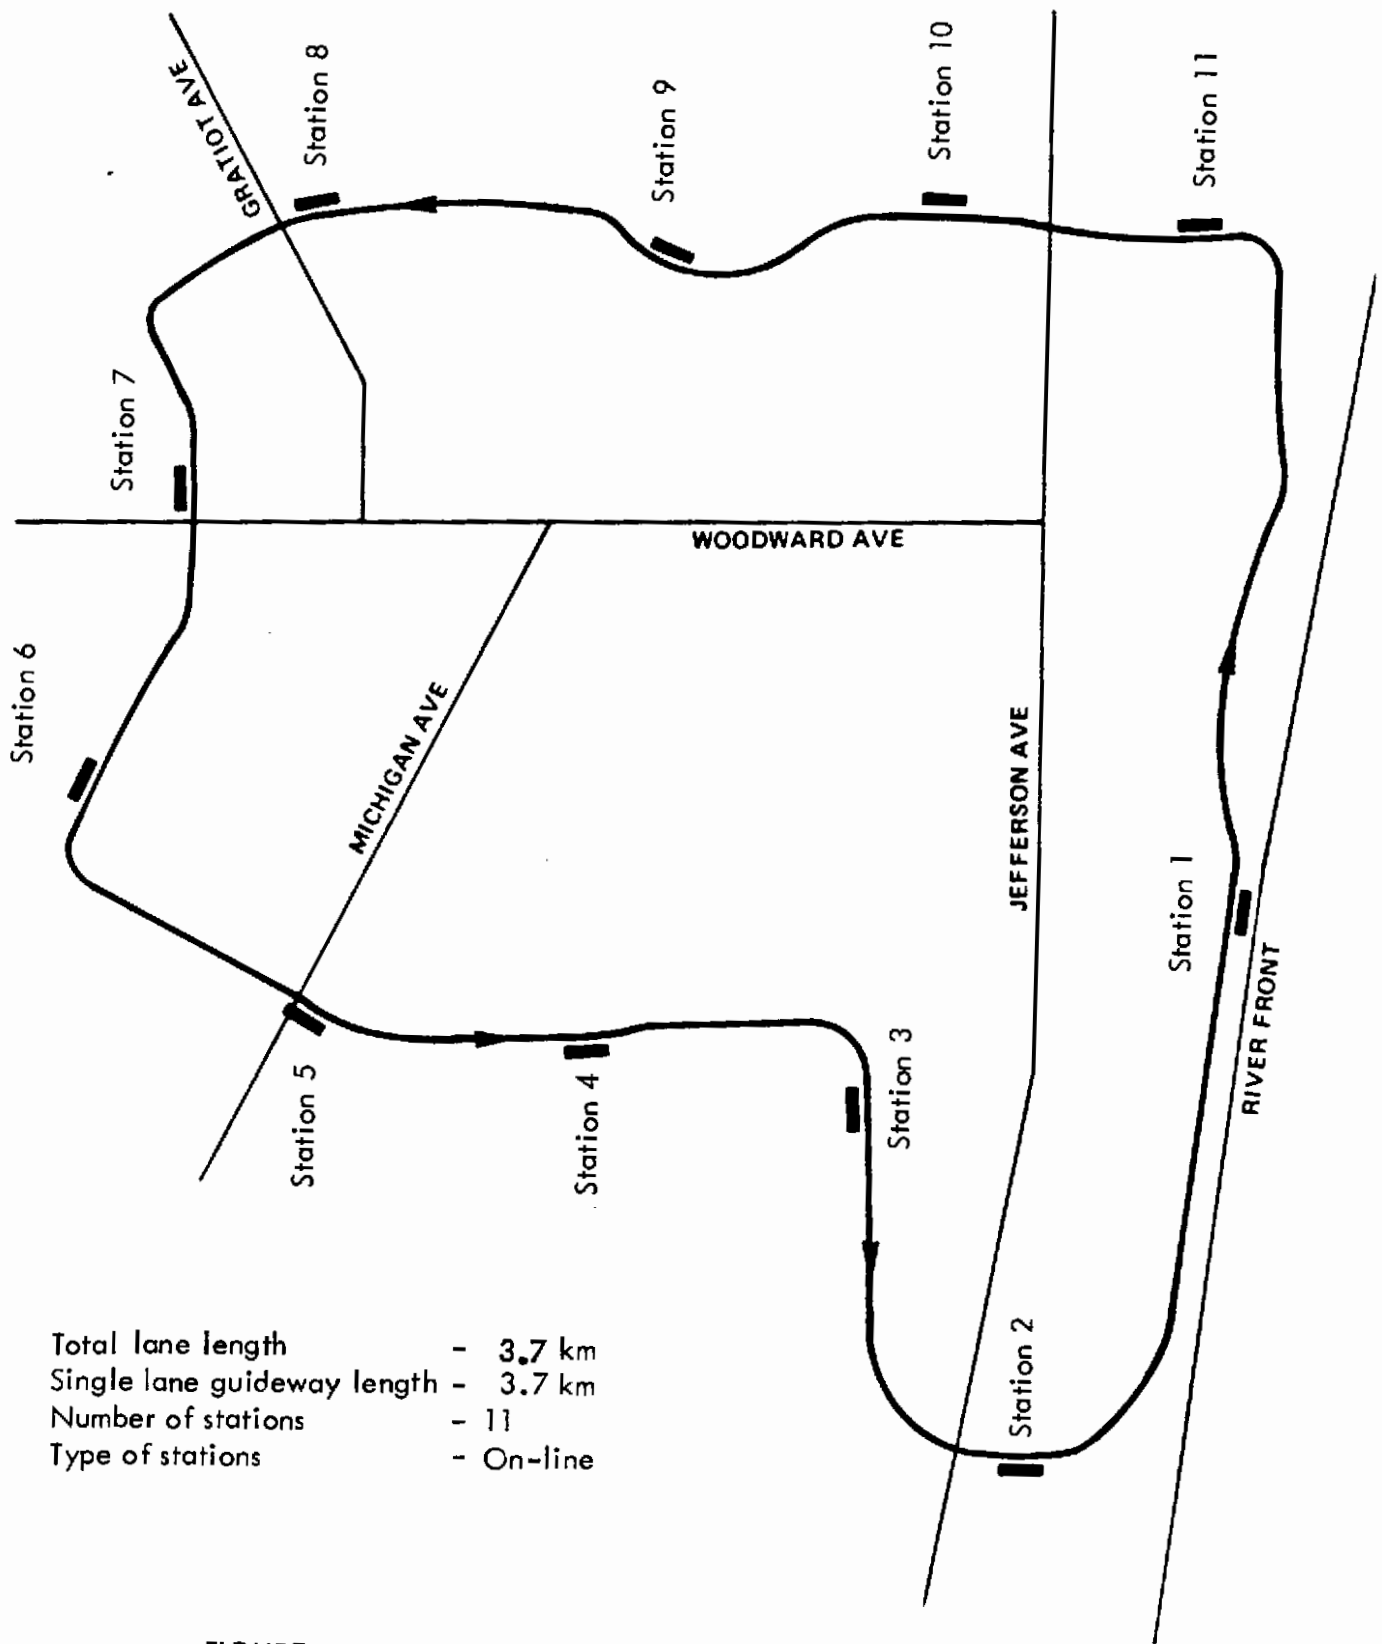 GRATIOT AVE
Station 8
Station 9
Station 10
Station 11
Station 7
WOODWARD AVE
Station 6
MICHIGAN AVE
JEFFERSON AVE
Station 1
RIVER FRONT
Station 5
Station 4
Station 3
Station 2
Total lane length - 3.7 km
Single lane guideway length - 3.7 km
Number of stations - 11
Type of stations - On-line